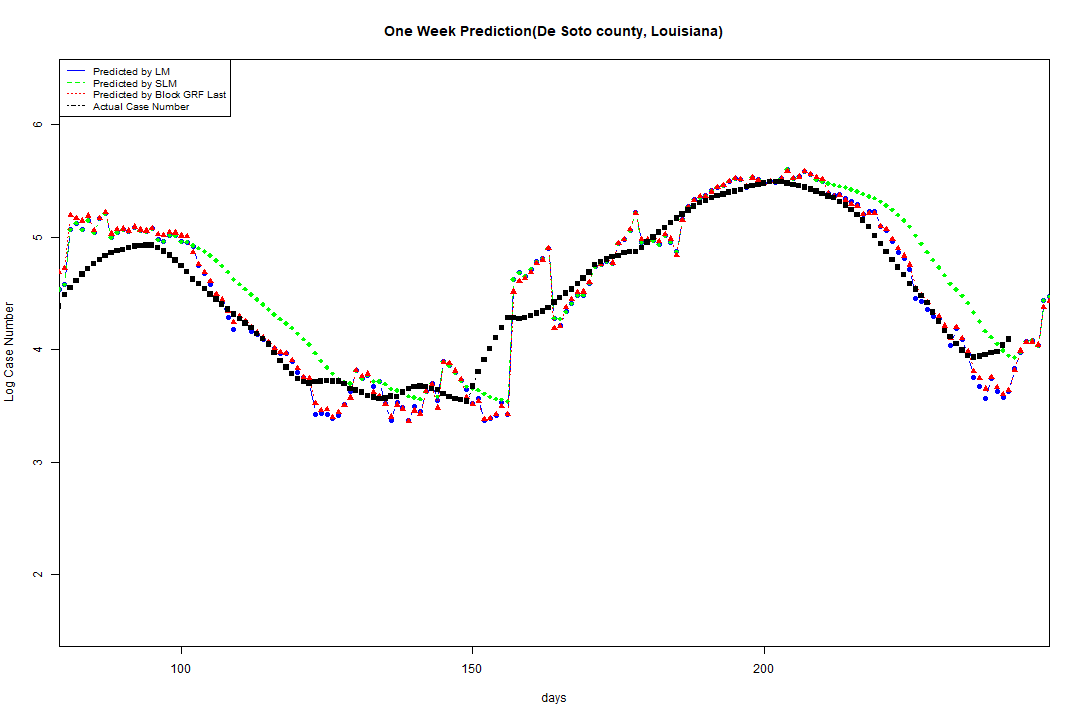 One Week Prediction(De Soto county, Louisiana)
Predicted by LM
Predicted by SLM
Predicted by Block GRF Last
Actual Case Number
6
5
4
3
2
Log Case Number
100
150
200
days